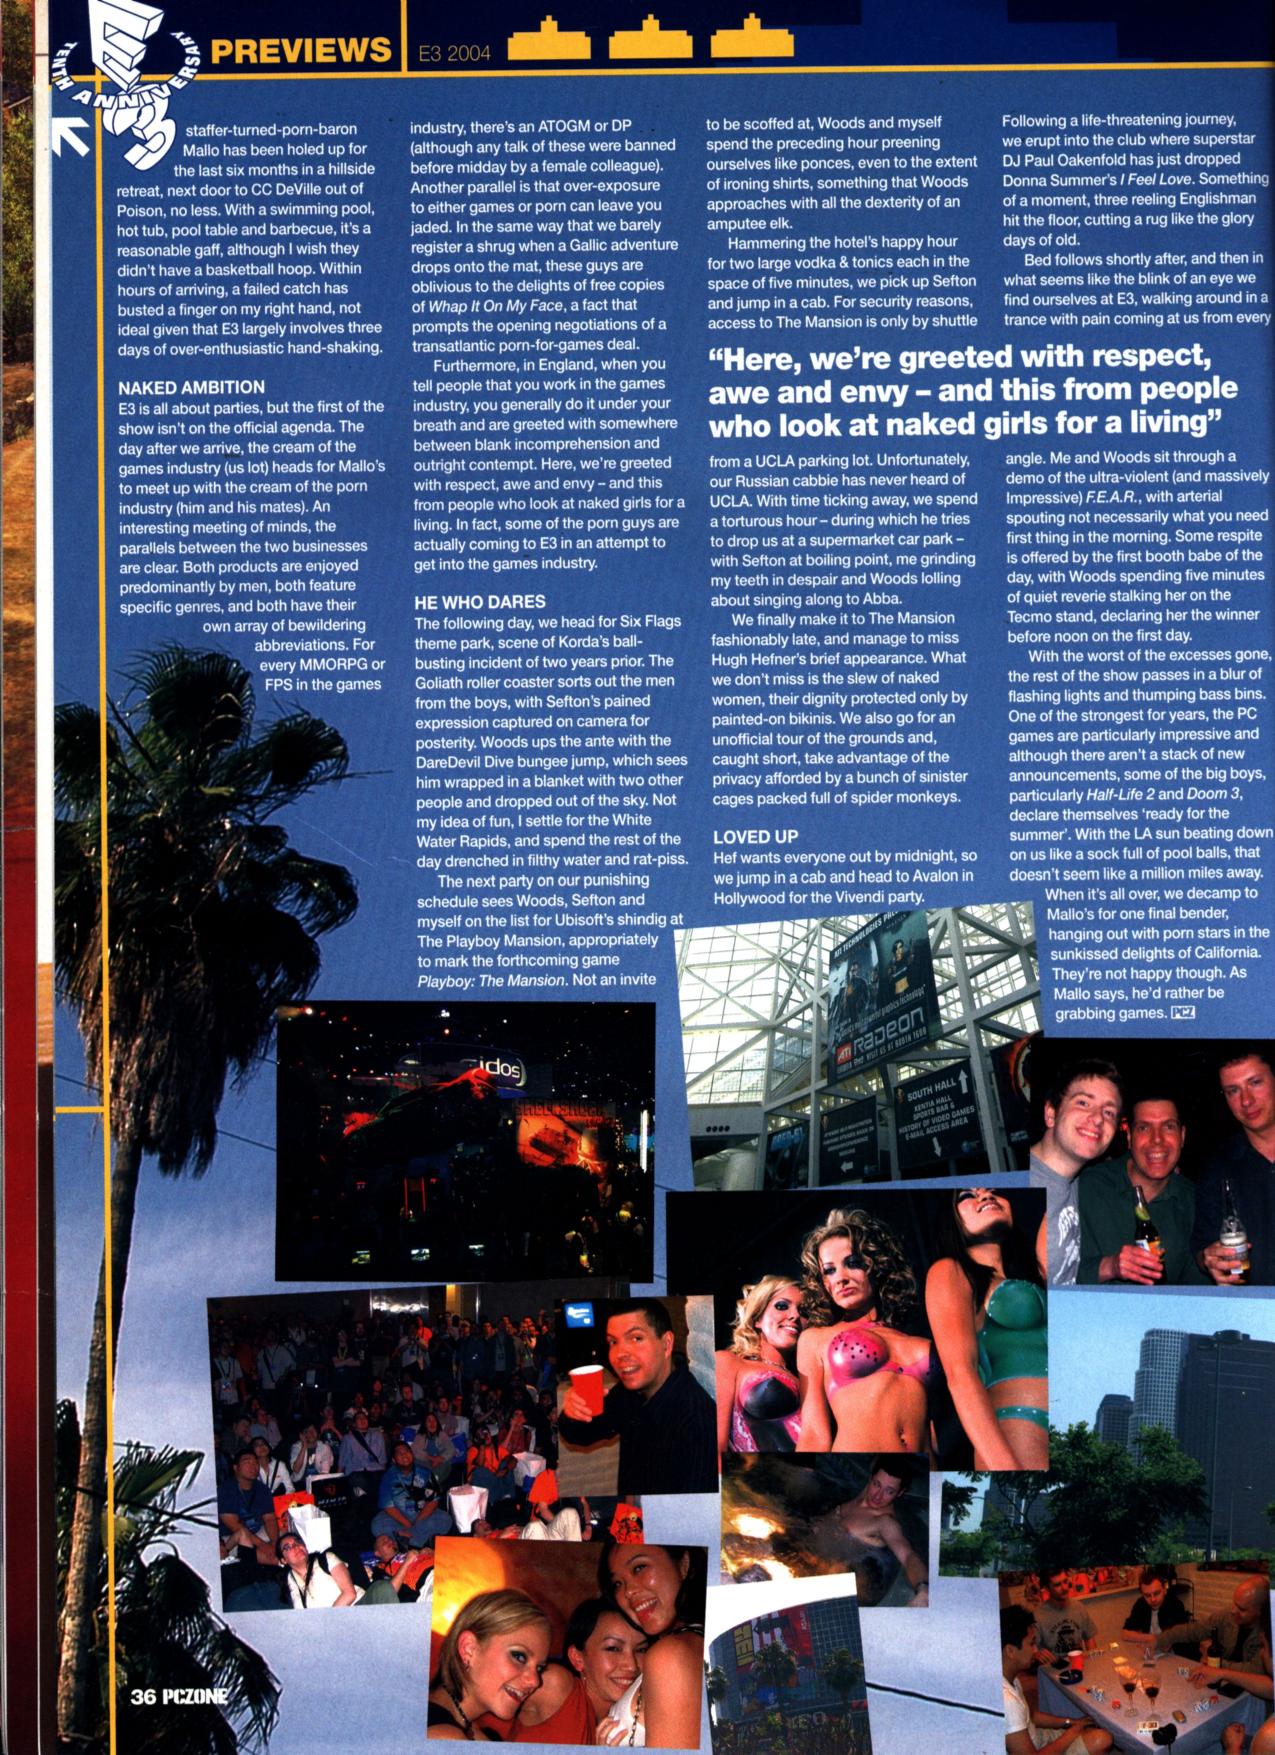 TENTH ANNIVERSARY
E3
PREVIEWS
E3 2004
staffer-turned-porn-baron
Mallo has been holed up for
the last six months in a hillside
retreat, next door to CC DeVille out of
Poison, no less. With a swimming pool,
hot tub, pool table and barbecue, it's a
reasonable gaff, although I wish they
didn't have a basketball hoop. Within
hours of arriving, a failed catch has
busted a finger on my right hand, not
ideal given that E3 largely involves three
days of over-enthusiastic hand-shaking.
NAKED AMBITION
E3 is all about parties, but the first of the
show isn't on the official agenda. The
day after we arrive, the cream of the
games industry (us lot) heads for Mallo's
to meet up with the cream of the porn
industry (him and his mates). An
interesting meeting of minds, the
parallels between the two businesses
are clear. Both products are enjoyed
predominantly by men, both feature
specific genres, and both have their
own array of bewildering
abbreviations. For
every MMORPG or
FPS in the games
industry, there's an ATOGM or DP
(although any talk of these were banned
before midday by a female colleague).
Another parallel is that over-exposure
to either games or porn can leave you
jaded. In the same way that we barely
register a shrug when a Gallic adventure
drops onto the mat, these guys are
oblivious to the delights of free copies
of Whap It On My Face, a fact that
prompts the opening negotiations of a
transatlantic porn-for-games deal.
Furthermore, in England, when you
tell people that you work in the games
industry, you generally do it under your
breath and are greeted with somewhere
between blank incomprehension and
outright contempt. Here, we're greeted
with respect, awe and envy – and this
from people who look at naked girls for a
living. In fact, some of the porn guys are
actually coming to E3 in an attempt to
get into the games industry.
HE WHO DARES
The following day, we head for Six Flags
theme park, scene of Korda's ball-
busting incident of two years prior. The
Goliath roller coaster sorts out the men
from the boys, with Sefton's pained
expression captured on camera for
posterity. Woods ups the ante with the
DareDevil Dive bungee jump, which sees
him wrapped in a blanket with two other
people and dropped out of the sky. Not
my idea of fun, I settle for the White
Water Rapids, and spend the rest of the
day drenched in filthy water and rat-piss.
The next party on our punishing
schedule sees Woods, Sefton and
myself on the list for Ubisoft's shindig at
The Playboy Mansion, appropriately
to mark the forthcoming game
Playboy: The Mansion. Not an invite
to be scoffed at, Woods and myself
spend the preceding hour preening
ourselves like ponces, even to the extent
of ironing shirts, something that Woods
approaches with all the dexterity of an
amputee elk.
Hammering the hotel's happy hour
for two large vodka & tonics each in the
space of five minutes, we pick up Sefton
and jump in a cab. For security reasons,
access to The Mansion is only by shuttle
"Here, we're greeted with respect,
awe and envy – and this from people
who look at naked girls for a living"
from a UCLA parking lot. Unfortunately,
our Russian cabbie has never heard of
UCLA. With time ticking away, we spend
a torturous hour – during which he tries
to drop us at a supermarket car park –
with Sefton at boiling point, me grinding
my teeth in despair and Woods lolling
about singing along to Abba.
We finally make it to The Mansion
fashionably late, and manage to miss
Hugh Hefner's brief appearance. What
we don't miss is the slew of naked
women, their dignity protected only by
painted-on bikinis. We also go for an
unofficial tour of the grounds and,
caught short, take advantage of the
privacy afforded by a bunch of sinister
cages packed full of spider monkeys.
LOVED UP
Hef wants everyone out by midnight, so
we jump in a cab and head to Avalon in
Hollywood for the Vivendi party.
Following a life-threatening journey,
we erupt into the club where superstar
DJ Paul Oakenfold has just dropped
Donna Summer's I Feel Love. Something
of a moment, three reeling Englishman
hit the floor, cutting a rug like the glory
days of old.
Bed follows shortly after, and then in
what seems like the blink of an eye we
find ourselves at E3, walking around in a
trance with pain coming at us from every
angle. Me and Woods sit through a
demo of the ultra-violent (and massively
Impressive) F.E.A.R., with arterial
spouting not necessarily what you need
first thing in the morning. Some respite
is offered by the first booth babe of the
day, with Woods spending five minutes
of quiet reverie stalking her on the
Tecmo stand, declaring her the winner
before noon on the first day.
With the worst of the excesses gone,
the rest of the show passes in a blur of
flashing lights and thumping bass bins.
One of the strongest for years, the PC
games are particularly impressive and
although there aren't a stack of new
announcements, some of the big boys,
particularly Half-Life 2 and Doom 3,
declare themselves 'ready for the
summer'. With the LA sun beating down
on us like a sock full of pool balls, that
doesn't seem like a million miles away.
When it's all over, we decamp to
Mallo's for one final bender,
hanging out with porn stars in the
sunkissed delights of California.
They're not happy though. As
Mallo says, he'd rather be
grabbing games. PCZ
idos
ATI RADEON
SOUTH HALL
KENTIA HALL
SPORTS BAR &
HISTORY OF VIDEO GAMES
E-MAIL ACCESS AREA
36 PCZONE